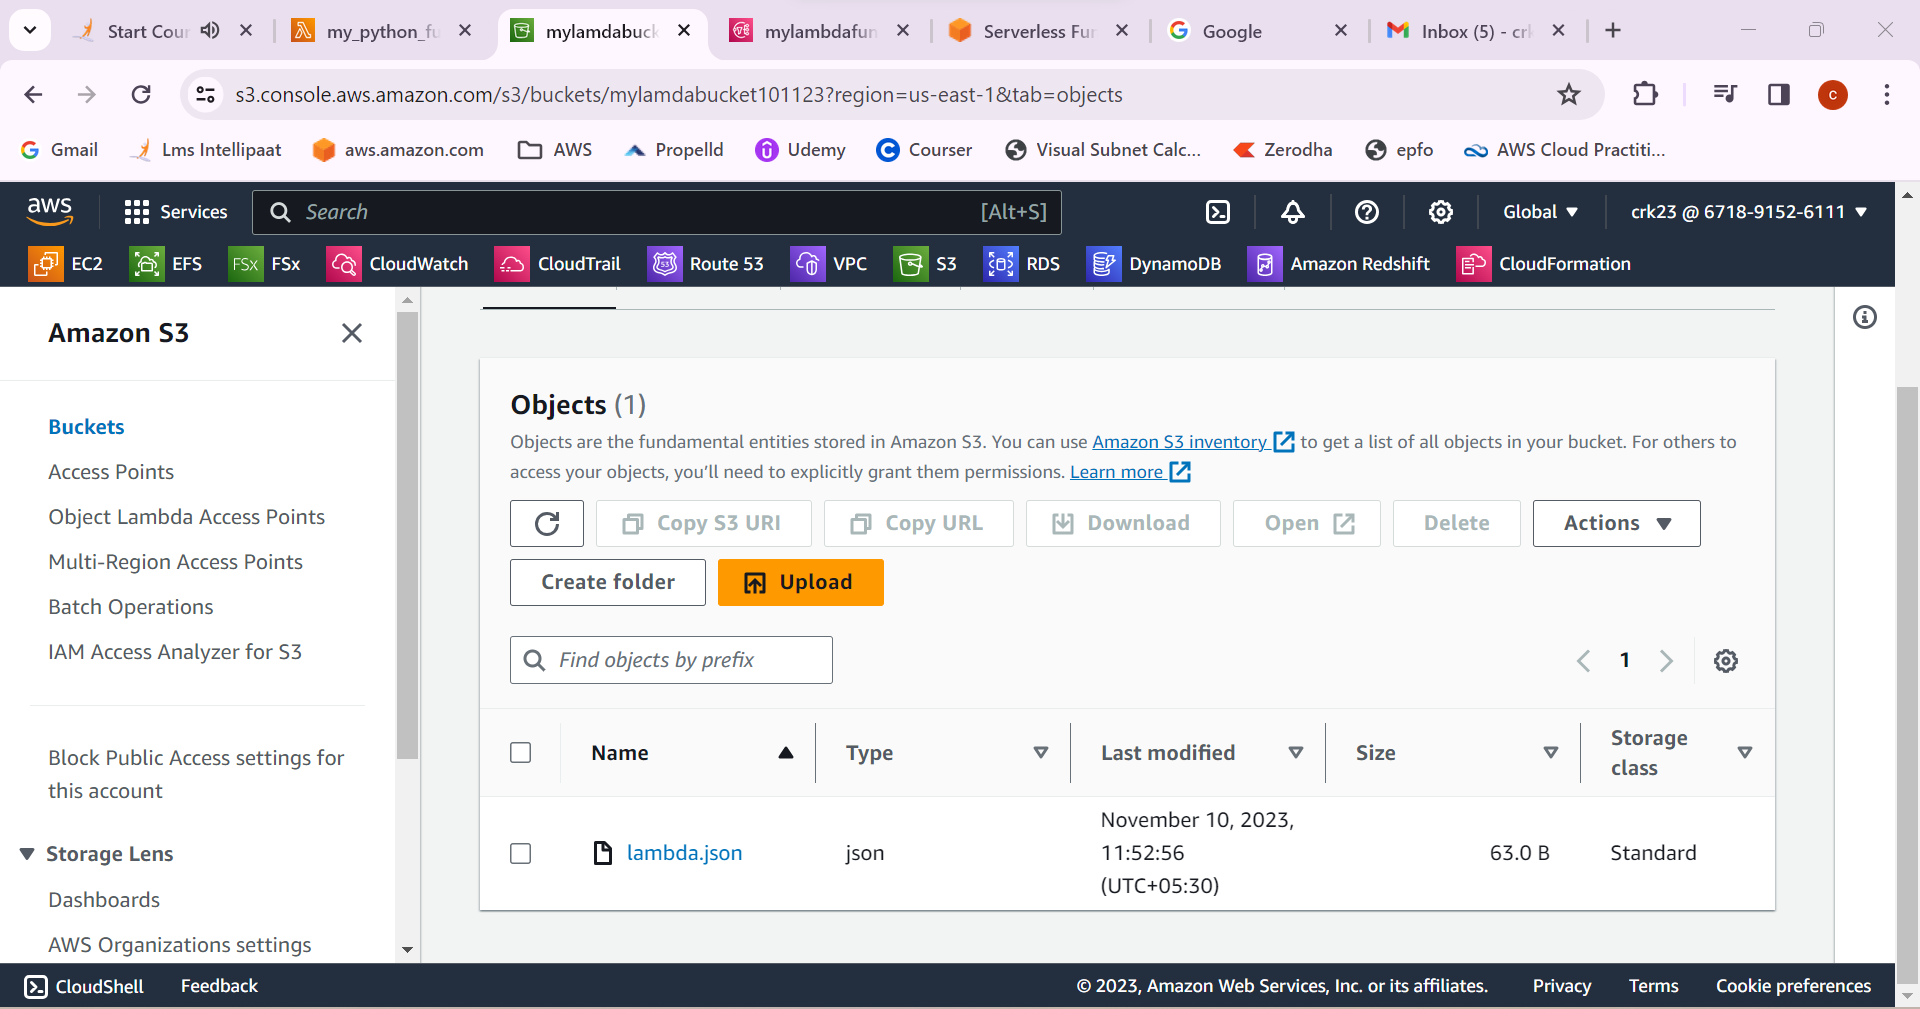 Start Cour
my_python_fu
mylamdabuck
mylambdafun
Serverless Fun
Google
Inbox (5) - crk
s3.console.aws.amazon.com/s3/buckets/mylamdabucket101123?region=us-east-1&tab=objects
C
Gmail
Lms Intellipaat
aws.amazon.com
AWS
Propelld
Udemy
Courser
Visual Subnet Calc...
Zerodha
epfo
AWS Cloud Practiti...
aws
Services
Search
[Alt+S]
Global
crk23 @ 6718-9152-6111
EC2
EFS
FSx
FSx
CloudWatch
CloudTrail
53
Route 53
VPC
S3
RDS
DynamoDB
Amazon Redshift
CloudFormation
Amazon S3
Buckets
Access Points
Object Lambda Access Points
Multi-Region Access Points
Batch Operations
IAM Access Analyzer for S3
Block Public Access settings for
this account
Storage Lens
Dashboards
AWS Organizations settings
Objects (1)
Objects are the fundamental entities stored in Amazon S3. You can use Amazon S3 inventory to get a list of all objects in your bucket. For others to
access your objects, you’ll need to explicitly grant them permissions. Learn more
Copy S3 URI
Copy URL
Download
Open
Delete
Actions
Create folder
Upload
Find objects by prefix
1
Name
Type
Last modified
Size
Storage
class
lambda.json
json
November 10, 2023,
11:52:56
(UTC+05:30)
63.0 B
Standard
CloudShell
Feedback
© 2023, Amazon Web Services, Inc. or its affiliates.
Privacy
Terms
Cookie preferences